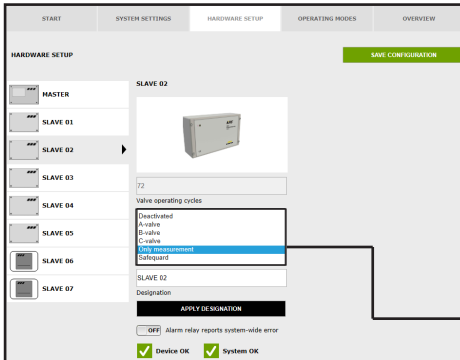 START SYSTEM SETTINGS HARDWARE SETUP OPERATING MODES OVERVIEW
HARDWARE SETUP
SAVE CONFIGURATION
MASTER
SLAVE 01
SLAVE 02
SLAVE 03
SLAVE 04
SLAVE 05
SLAVE 06
SLAVE 07
SLAVE 02
72
Valve operating cycles
Deactivated
A-valve
B-valve
C-valve
Only measurement
Safeguard
SLAVE 02
Designation
APPLY DESIGNATION
OFF Alarm relay reports system-wide error
Device OK System OK